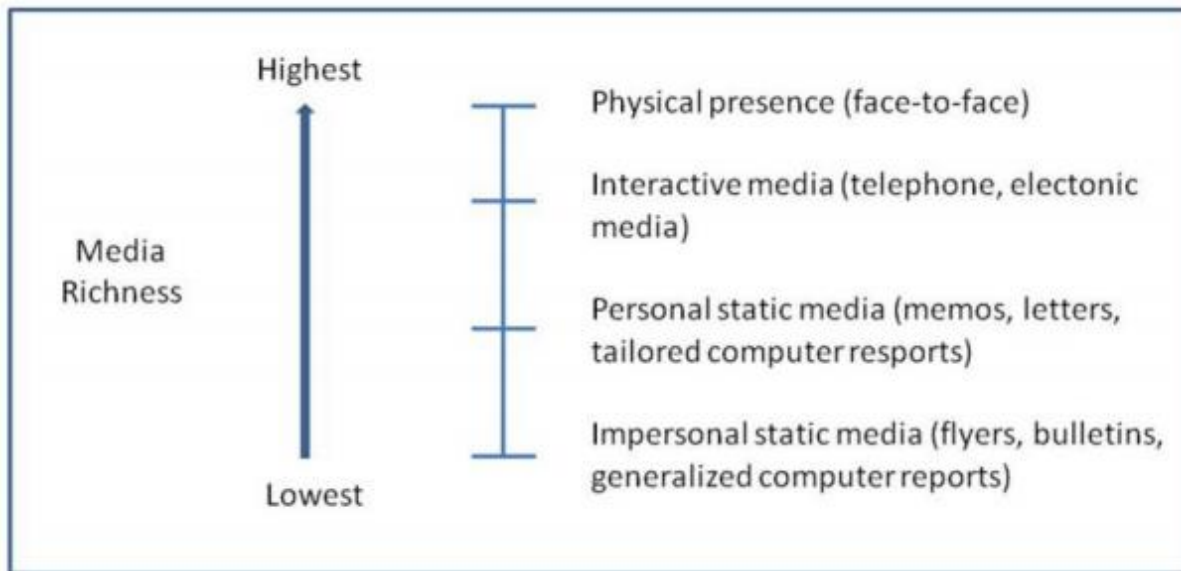 Highest
Physical presence (face-to-face)
Interactive media (telephone, electonic
media)
Media
Richness
Personal static media (memos, letters,
tailored computer resports)
Impersonal static media (flyers, bulletins,
generalized computer reports)
Lowest